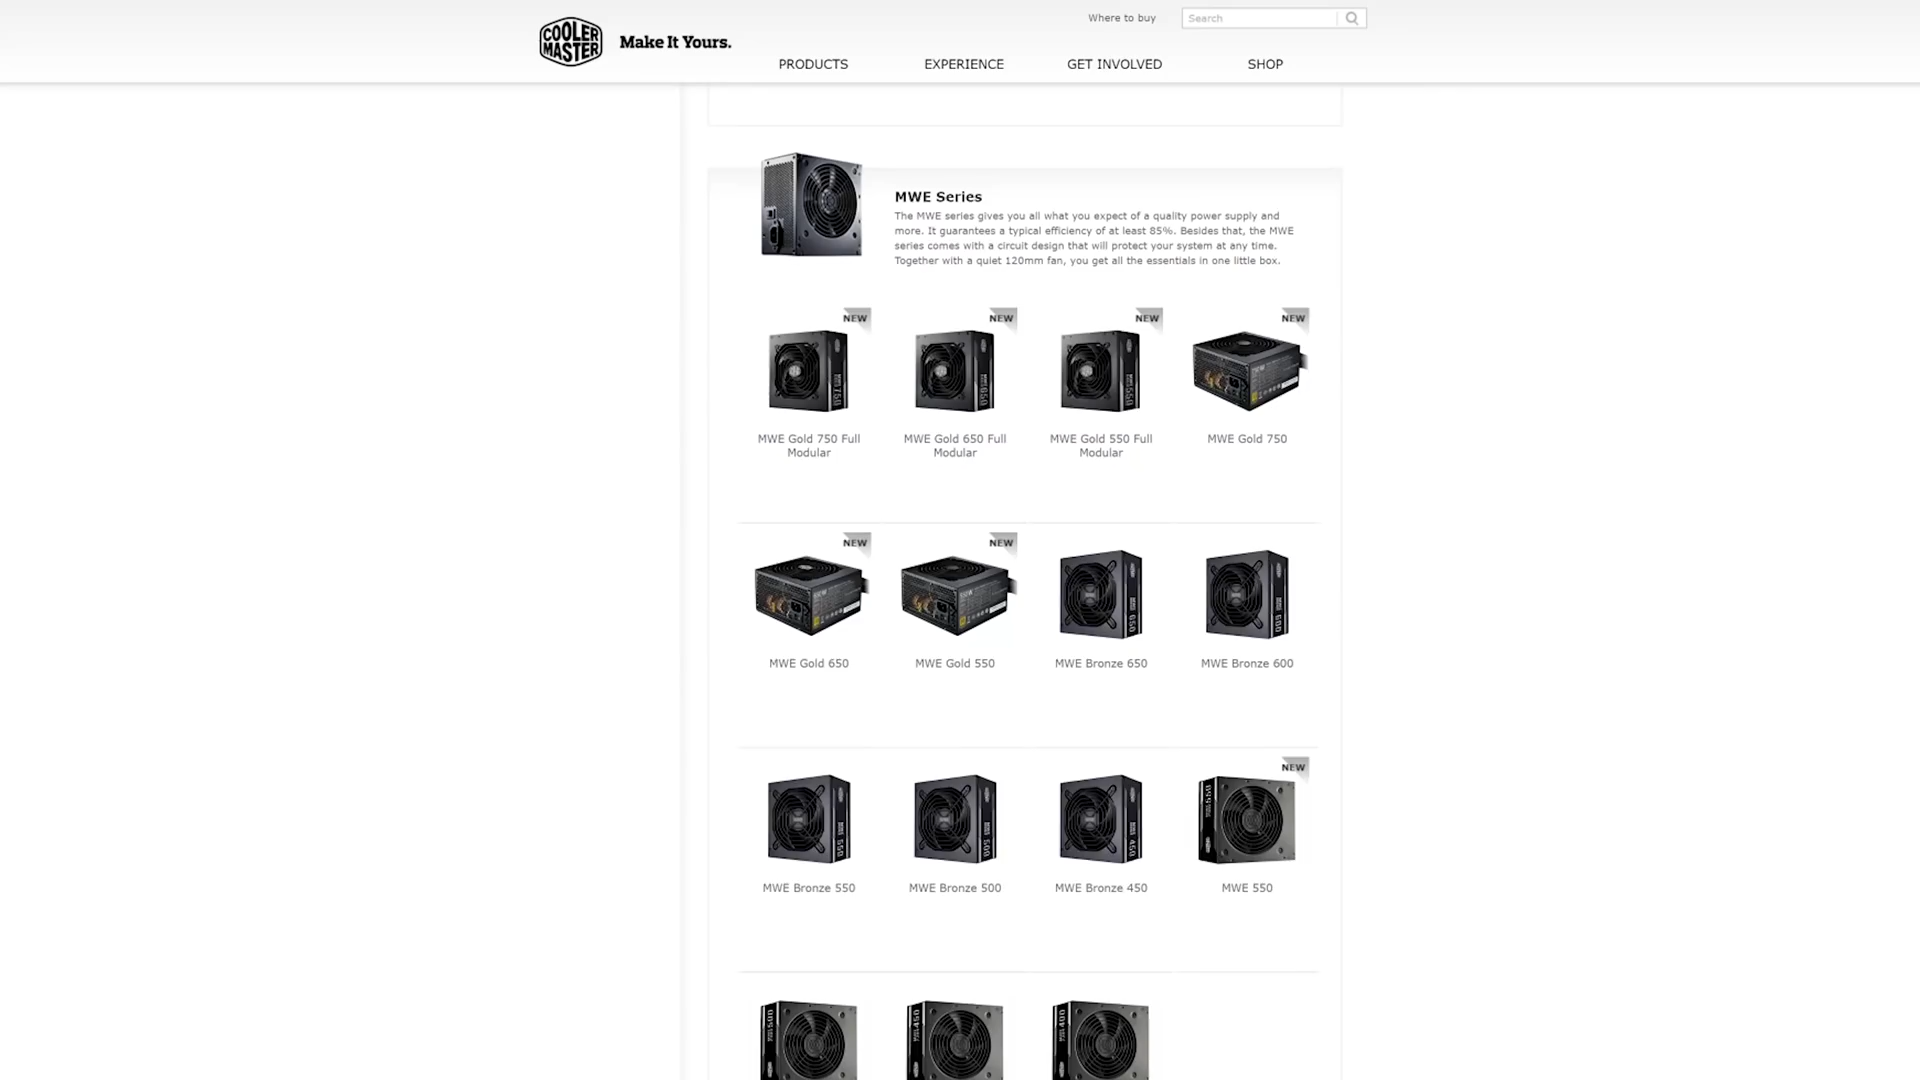 Where to buy
Search
COOLER
MASTER
Make It Yours.
PRODUCTS
EXPERIENCE
GET INVOLVED
SHOP
MWE Series
The MWE series gives you all what you expect of a quality power supply and
more. It guarantees a typical efficiency of at least 85%. Besides that, the MWE
series comes with a circuit design that will protect your system at any time.
Together with a quiet 120mm fan, you get all the essentials in one little box.
NEW
NEW
NEW
NEW
MWE Gold 750 Full
Modular
MWE Gold 650 Full
Modular
MWE Gold 550 Full
Modular
MWE Gold 750
NEW
NEW
MWE Gold 650
MWE Gold 550
MWE Bronze 650
MWE Bronze 600
NEW
MWE Bronze 550
MWE Bronze 500
MWE Bronze 450
MWE 550